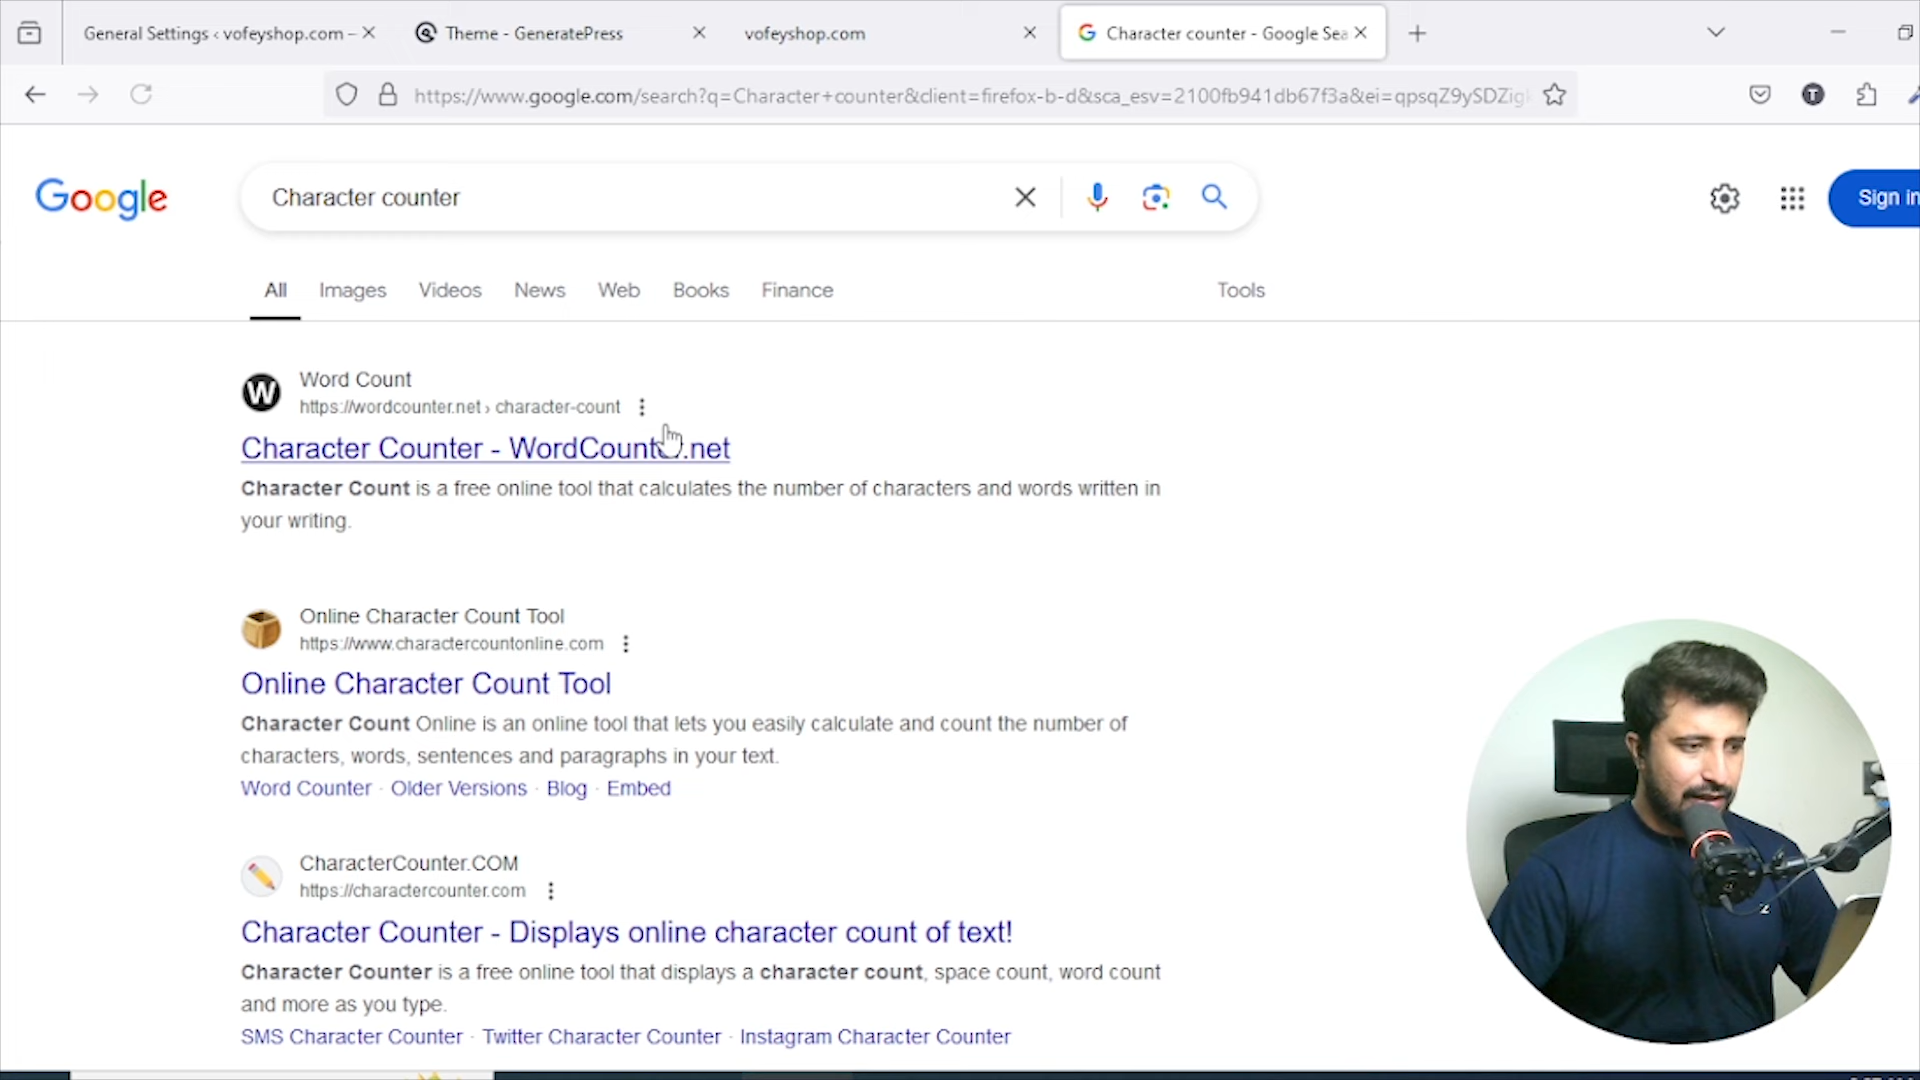 General Settings ‹ vofeyshop.com –
Theme - GeneratePress
vofeyshop.com
Character counter - Google Sea
https://www.google.com/search?q=Character+counter&client=firefox-b-d&sca_esv=2100fb941db67f3a&ei=qpsqZ9ySDZigk
Google
Character counter
Sign in
All
Images
Videos
News
Web
Books
Finance
Tools
W
Word Count
https://wordcounter.net › character-count
Character Counter - WordCounter.net
Character Count is a free online tool that calculates the number of characters and words written in
your writing.
Online Character Count Tool
https://www.charactercountonline.com
Online Character Count Tool
Character Count Online is an online tool that lets you easily calculate and count the number of
characters, words, sentences and paragraphs in your text.
Word Counter · Older Versions · Blog · Embed
CharacterCounter.COM
https://charactercounter.com
Character Counter - Displays online character count of text!
Character Counter is a free online tool that displays a character count, space count, word count
and more as you type.
SMS Character Counter · Twitter Character Counter · Instagram Character Counter